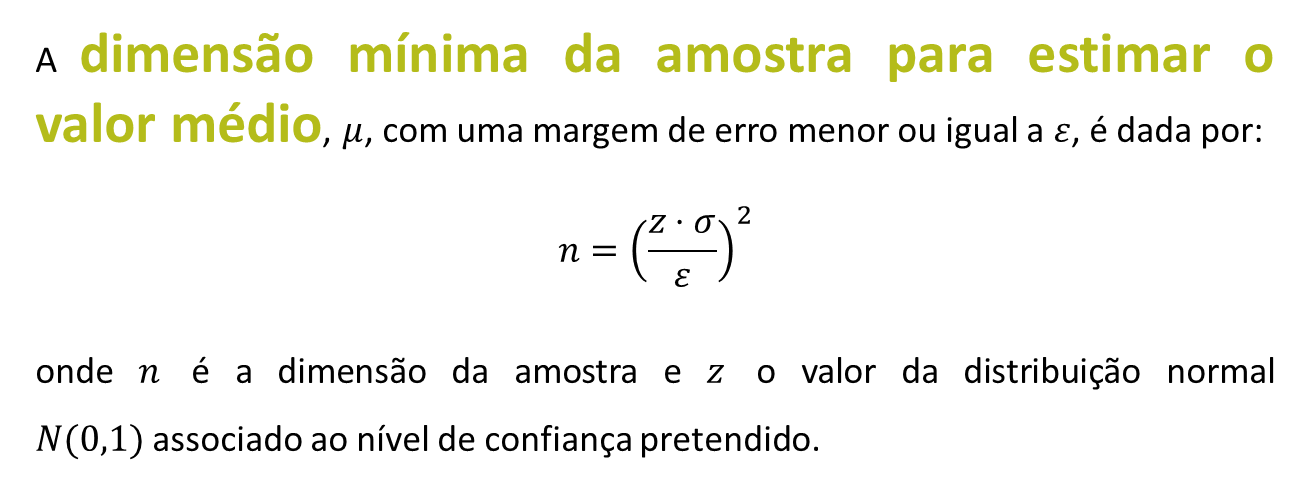 A dimensão mínima da amostra para estimar o
valor médio, μ, com uma margem de erro menor ou igual a ε, é dada por:
n = (z · σ / ε)²
onde n é a dimensão da amostra e z o valor da distribuição normal
N(0,1) associado ao nível de confiança pretendido.